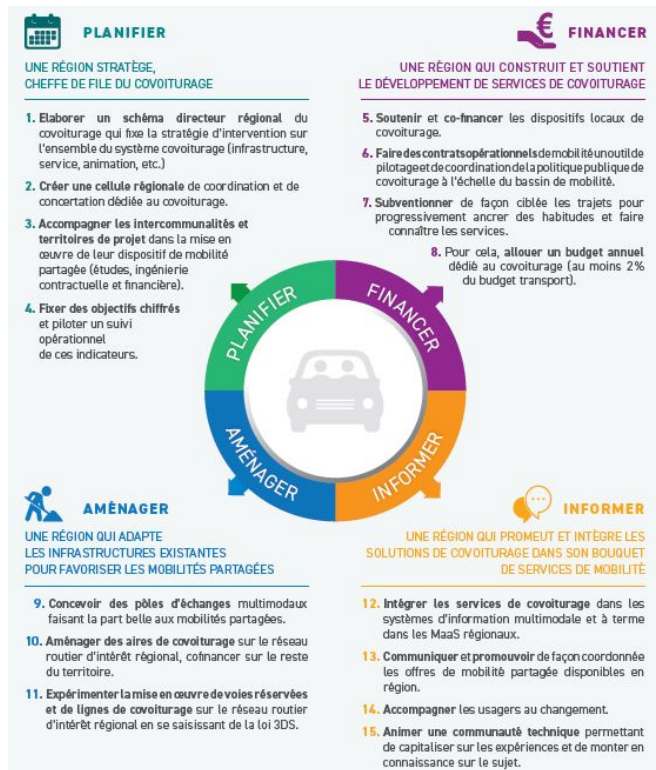 PLANIFIER
UNE RÉGION STRATÈGE,
CHEFFE DE FILE DU COVOITURAGE
1. Elaborer un schéma directeur régional du
covoiturage qui fixe la stratégie d'intervention sur
l'ensemble du système covoiturage (infrastructure,
service, animation, etc.)
2. Créer une cellule régionale de coordination et de
concertation dédiée au covoiturage.
3. Accompagner les intercommunalités et
territoires de projet dans la mise en
œuvre de leur dispositif de mobilité
partagée (études, ingénierie
contractuelle et financière).
4. Fixer des objectifs chiffrés
et piloter un suivi
opérationnel
de ces indicateurs.
FINANCER
UNE RÉGION QUI CONSTRUIT ET SOUTIENT
LE DÉVELOPPEMENT DE SERVICES DE COVOITURAGE
5. Soutenir et co-financer les dispositifs locaux de
covoiturage.
6. Faire des contrats opérationnels de mobilité un outil de
pilotage et de coordination de la politique publique de
covoiturage à l'échelle du bassin de mobilité.
7. Subventionner de façon ciblée les trajets pour
progressivement ancrer des habitudes et faire
connaître les services.
8. Pour cela, allouer un budget annuel
dédié au covoiturage (au moins 2%
du budget transport).
PLANIFIER
FINANCER
AMÉNAGER
INFORMER
AMÉNAGER
UNE RÉGION QUI ADAPTE
LES INFRASTRUCTURES EXISTANTES
POUR FAVORISER LES MOBILITÉS PARTAGÉES
9. Concevoir des pôles d'échanges multimodaux
faisant la part belle aux mobilités partagées.
10. Aménager des aires de covoiturage sur le réseau
routier d'intérêt régional, cofinancer sur le reste
du territoire.
11. Expérimenter la mise en œuvre de voies réservées
et de lignes de covoiturage sur le réseau routier
d'intérêt régional en se saisissant de la loi 3DS.
INFORMER
UNE RÉGION QUI PROMEUT ET INTÈGRE LES
SOLUTIONS DE COVOITURAGE DANS SON BOUQUET
DE SERVICES DE MOBILITÉ
12. Intégrer les services de covoiturage dans les
systèmes d'information multimodale et à terme
dans les MaaS régionaux.
13. Communiquer et promouvoir de façon coordonnée
les offres de mobilité partagée disponibles en
région.
14. Accompagner les usagers au changement.
15. Animer une communauté technique permettant
de capitaliser sur les expériences et de monter en
connaissance sur le sujet.